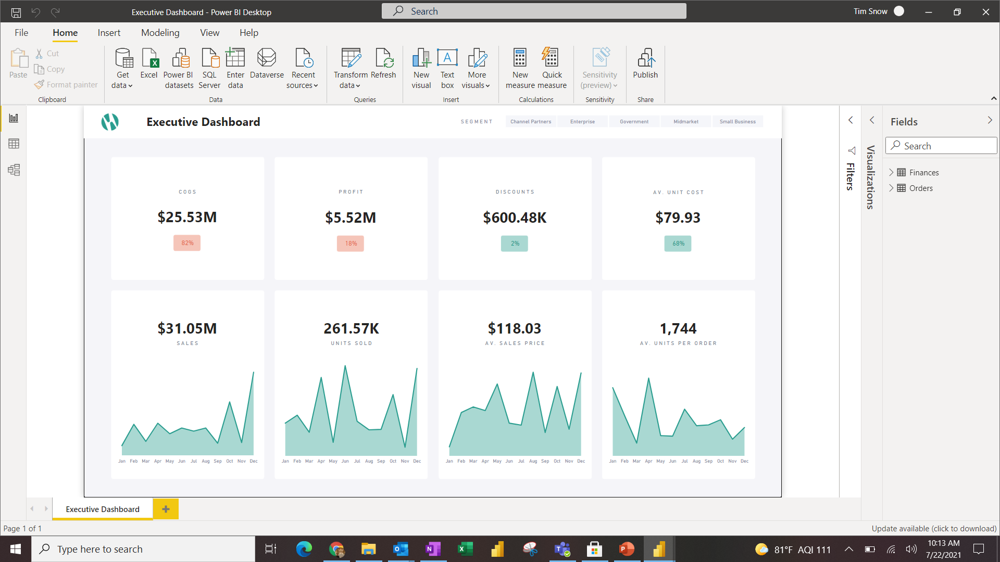 Executive Dashboard - Power BI Desktop
Search
Tim Snow
File Home Insert Modeling View Help
Paste
Cut
Copy
Format painter
Clipboard
Get data
Excel
Power BI datasets
SQL Server
Enter data
Dataverse
Recent sources
Data
Transform data
Refresh
Queries
New visual
Text box
More visuals
Insert
New measure
Quick measure
Calculations
Sensitivity (preview)
Sensitivity
Publish
Share
Executive Dashboard
SEGMENT
Channel Partners Enterprise Government Midmarket Small Business
COGS
$25.53M
82%
PROFIT
$5.52M
18%
DISCOUNTS
$600.48K
2%
AV. UNIT COST
$79.93
68%
$31.05M
SALES
Jan Feb Mar Apr May Jun Jul Aug Sep Oct Nov Dec
261.57K
UNITS SOLD
Jan Feb Mar Apr May Jun Jul Aug Sep Oct Nov Dec
$118.03
AV. SALES PRICE
Jan Feb Mar Apr May Jun Jul Aug Sep Oct Nov Dec
1,744
AV. UNITS PER ORDER
Jan Feb Mar Apr May Jun Jul Aug Sep Oct Nov Dec
Filters
Visualizations
Fields
Search
Finances
Orders
Executive Dashboard
Page 1 of 1
Update available (click to download)
Type here to search
81°F AQI 111
10:13 AM
7/22/2021